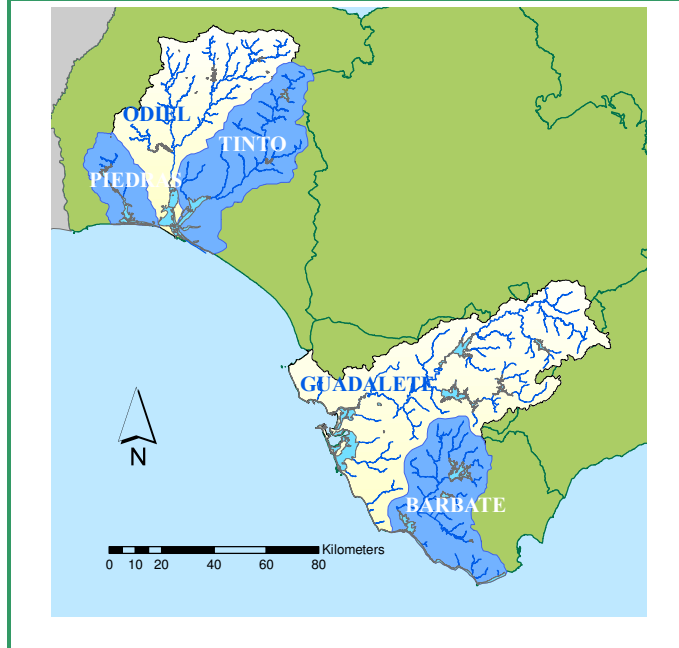 ODIEL
TINTO
PIEDRAS
GUADALETE
BARBATE
N
Kilometers
0 10 20 40 60 80